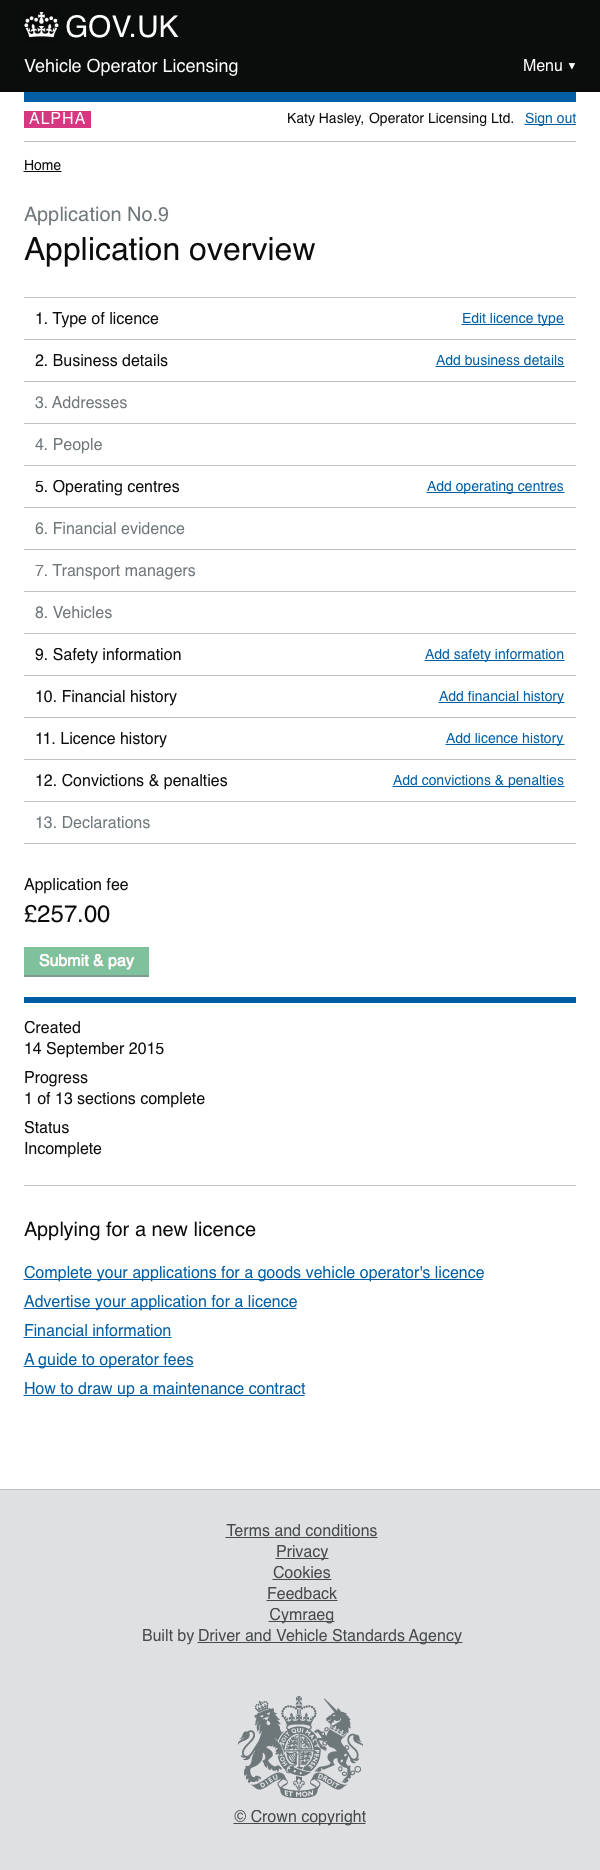 GOV.UK
Vehicle Operator Licensing
Menu ▼
ALPHA
Katy Hasley, Operator Licensing Ltd. Sign out
Home
Application No.9
Application overview
1. Type of licence Edit licence type
2. Business details Add business details
3. Addresses
4. People
5. Operating centres Add operating centres
6. Financial evidence
7. Transport managers
8. Vehicles
9. Safety information Add safety information
10. Financial history Add financial history
11. Licence history Add licence history
12. Convictions & penalties Add convictions & penalties
13. Declarations
Application fee
£257.00
Submit & pay
Created
14 September 2015
Progress
1 of 13 sections complete
Status
Incomplete
Applying for a new licence
Complete your applications for a goods vehicle operator's licence
Advertise your application for a licence
Financial information
A guide to operator fees
How to draw up a maintenance contract
Terms and conditions
Privacy
Cookies
Feedback
Cymraeg
Built by Driver and Vehicle Standards Agency
DIEU ET MON DROIT
© Crown copyright